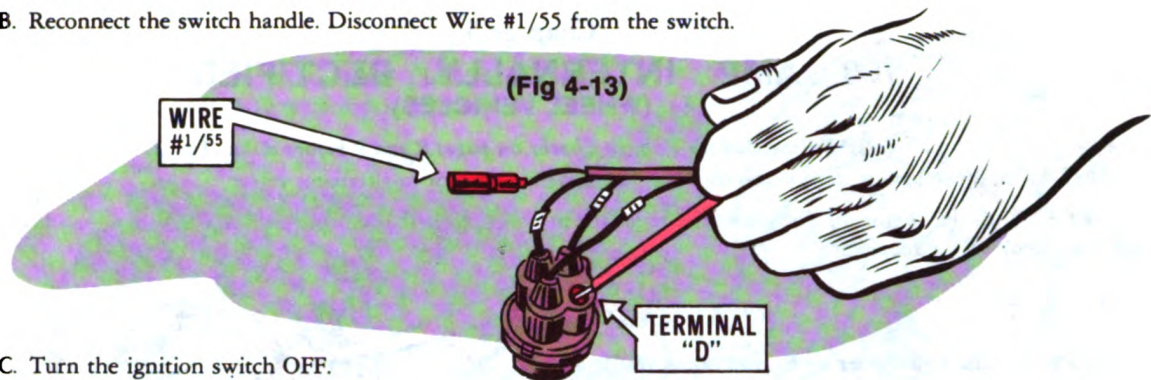 B. Reconnect the switch handle. Disconnect Wire #1/55 from the switch.
(Fig 4-13)
WIRE
#1/55
TERMINAL
“D”
C. Turn the ignition switch OFF.